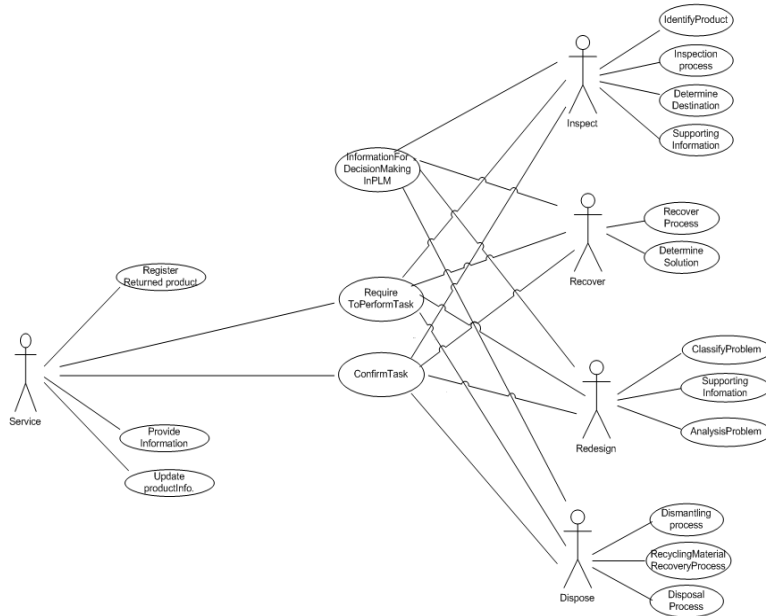 IdentifyProduct
Inspection
process
Determine
Destination
Supporting
Information
Inspect
InformationFor
DecisionMaking
InPLM
Recover
Process
Determine
Solution
Recover
Register
Returned product
Require
ToPerformTask
ConfirmTask
Service
Provide
Information
Update
productInfo.
ClassifyProblem
Supporting
Infomation
AnalysisProblem
Redesign
Dismantling
process
RecyclingMaterial
RecoveryProcess
Disposal
Process
Dispose